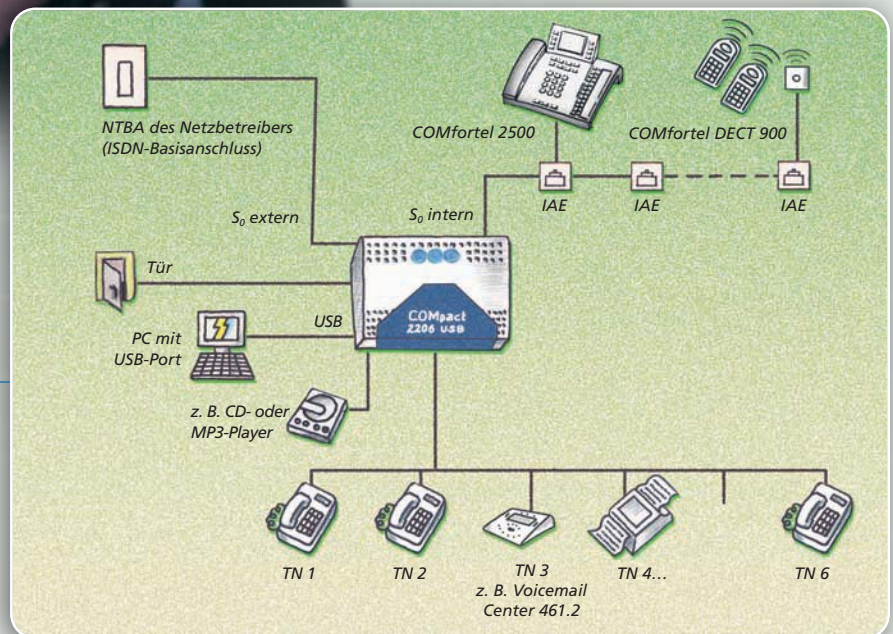 NTBA des Netzbetreibers
(ISDN-Basisanschluss)
COMfortel 2500
COMfortel DECT 900
IAE
IAE
IAE
S₀ extern
S₀ intern
Tür
USB
COMpact
2206 USB
PC mit
USB-Port
z. B. CD- oder
MP3-Player
TN 1
TN 2
TN 3
z. B. Voicemail
Center 461.2
TN 4...
TN 6